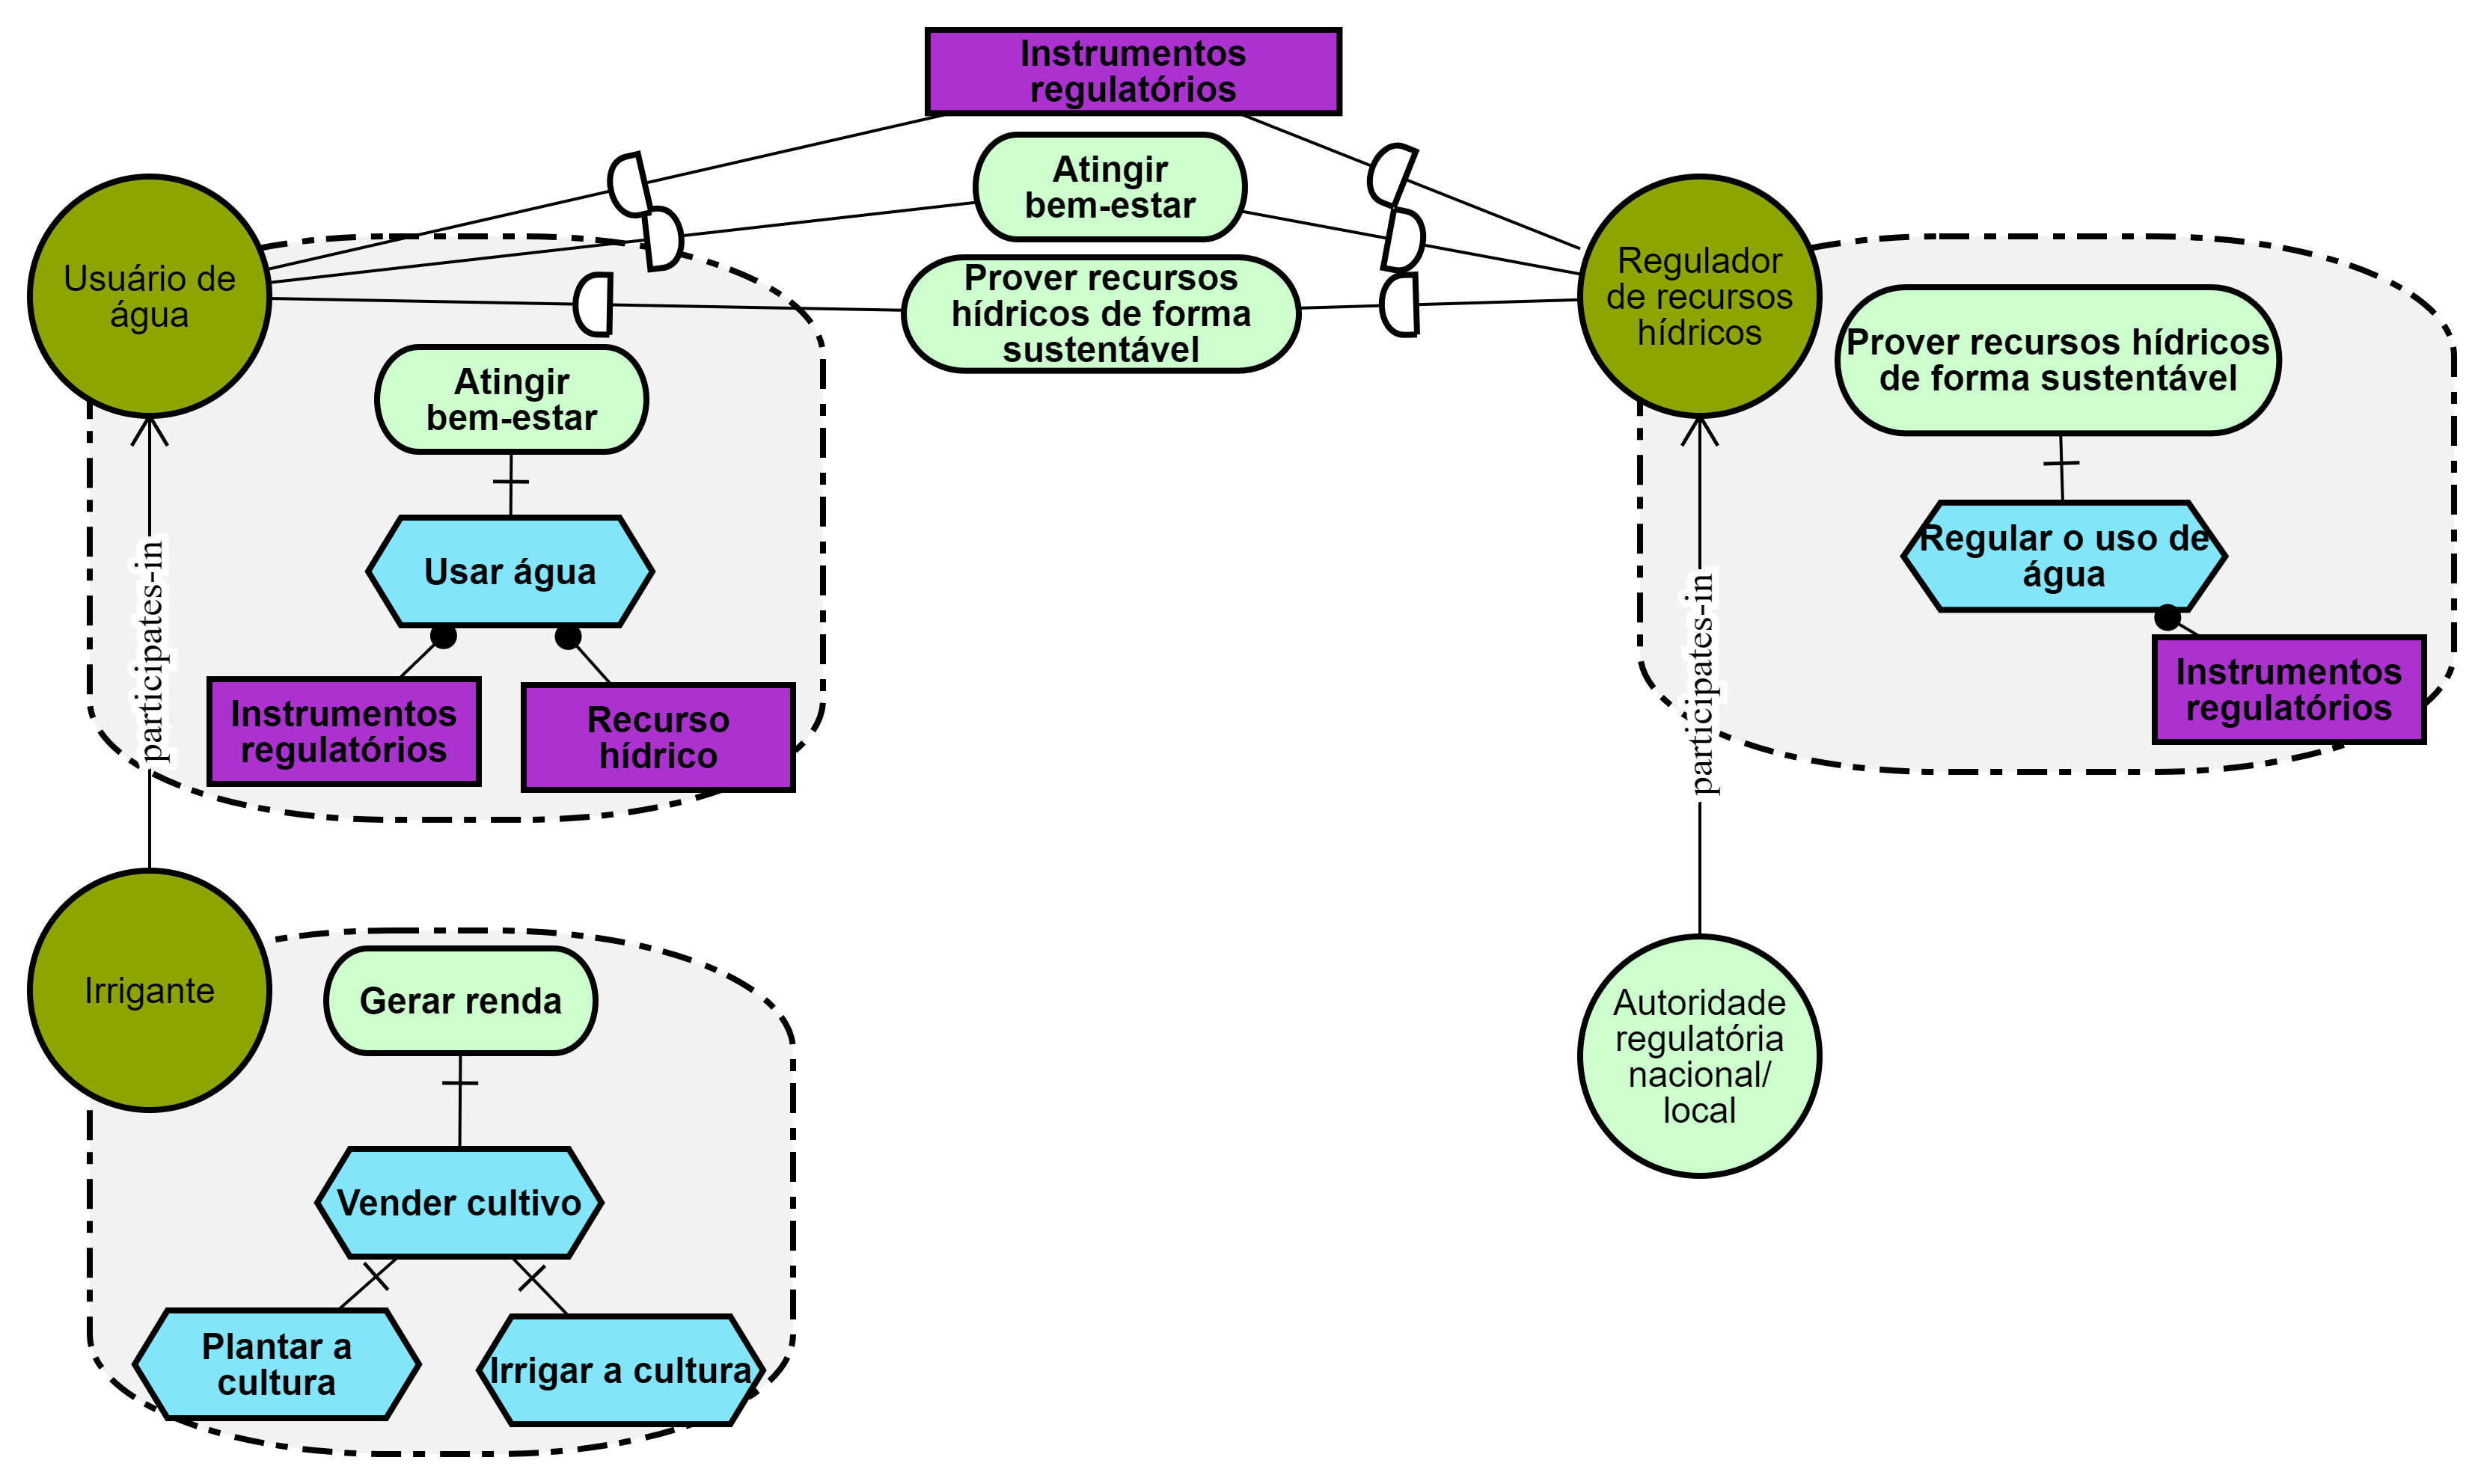 Instrumentos
regulatórios
Atingir
bem-estar
Prover recursos
hídricos de forma
sustentável
Usuário de
água
Atingir
bem-estar
Usar água
Instrumentos
regulatórios
Recurso
hídrico
participates-in
Regulador
de recursos
hídricos
Prover recursos hídricos
de forma sustentável
Regular o uso de
água
Instrumentos
regulatórios
participates-in
Irrigante
Gerar renda
Vender cultivo
Plantar a
cultura
Irrigar a cultura
Autoridade
regulatória
nacional/
local